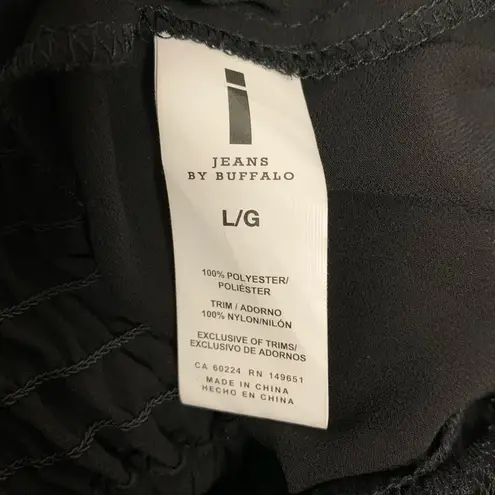 i
JEANS
BY BUFFALO
L/G
100% POLYESTER/
POLIÉSTER
TRIM / ADORNO
100% NYLON/NILÓN
EXCLUSIVE OF TRIMS/
EXCLUSIVO DE ADORNOS
CA 60224 RN 149651
MADE IN CHINA
HECHO EN CHINA